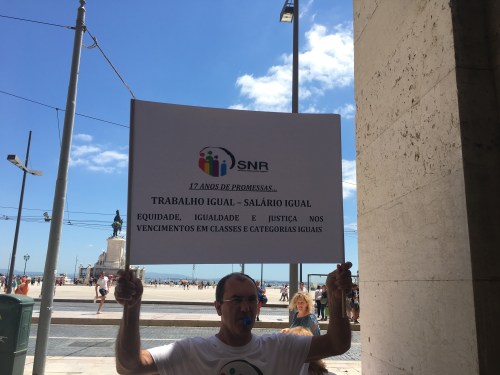 SNR
17 ANOS DE PROMESSAS...
TRABALHO IGUAL – SALÁRIO IGUAL
EQUIDADE, IGUALDADE E JUSTIÇA NOS
VENCIMENTOS EM CLASSES E CATEGORIAS IGUAIS